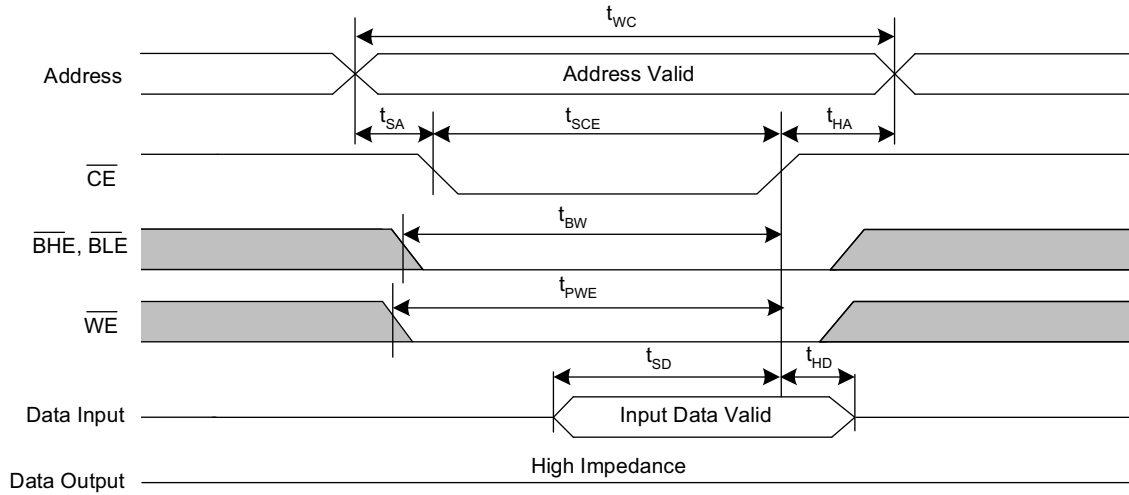 tWC
Address
Address Valid
tSA
tSCE
tHA
CE
tBW
BHE, BLE
tPWE
WE
tSD
tHD
Data Input
Input Data Valid
High Impedance
Data Output